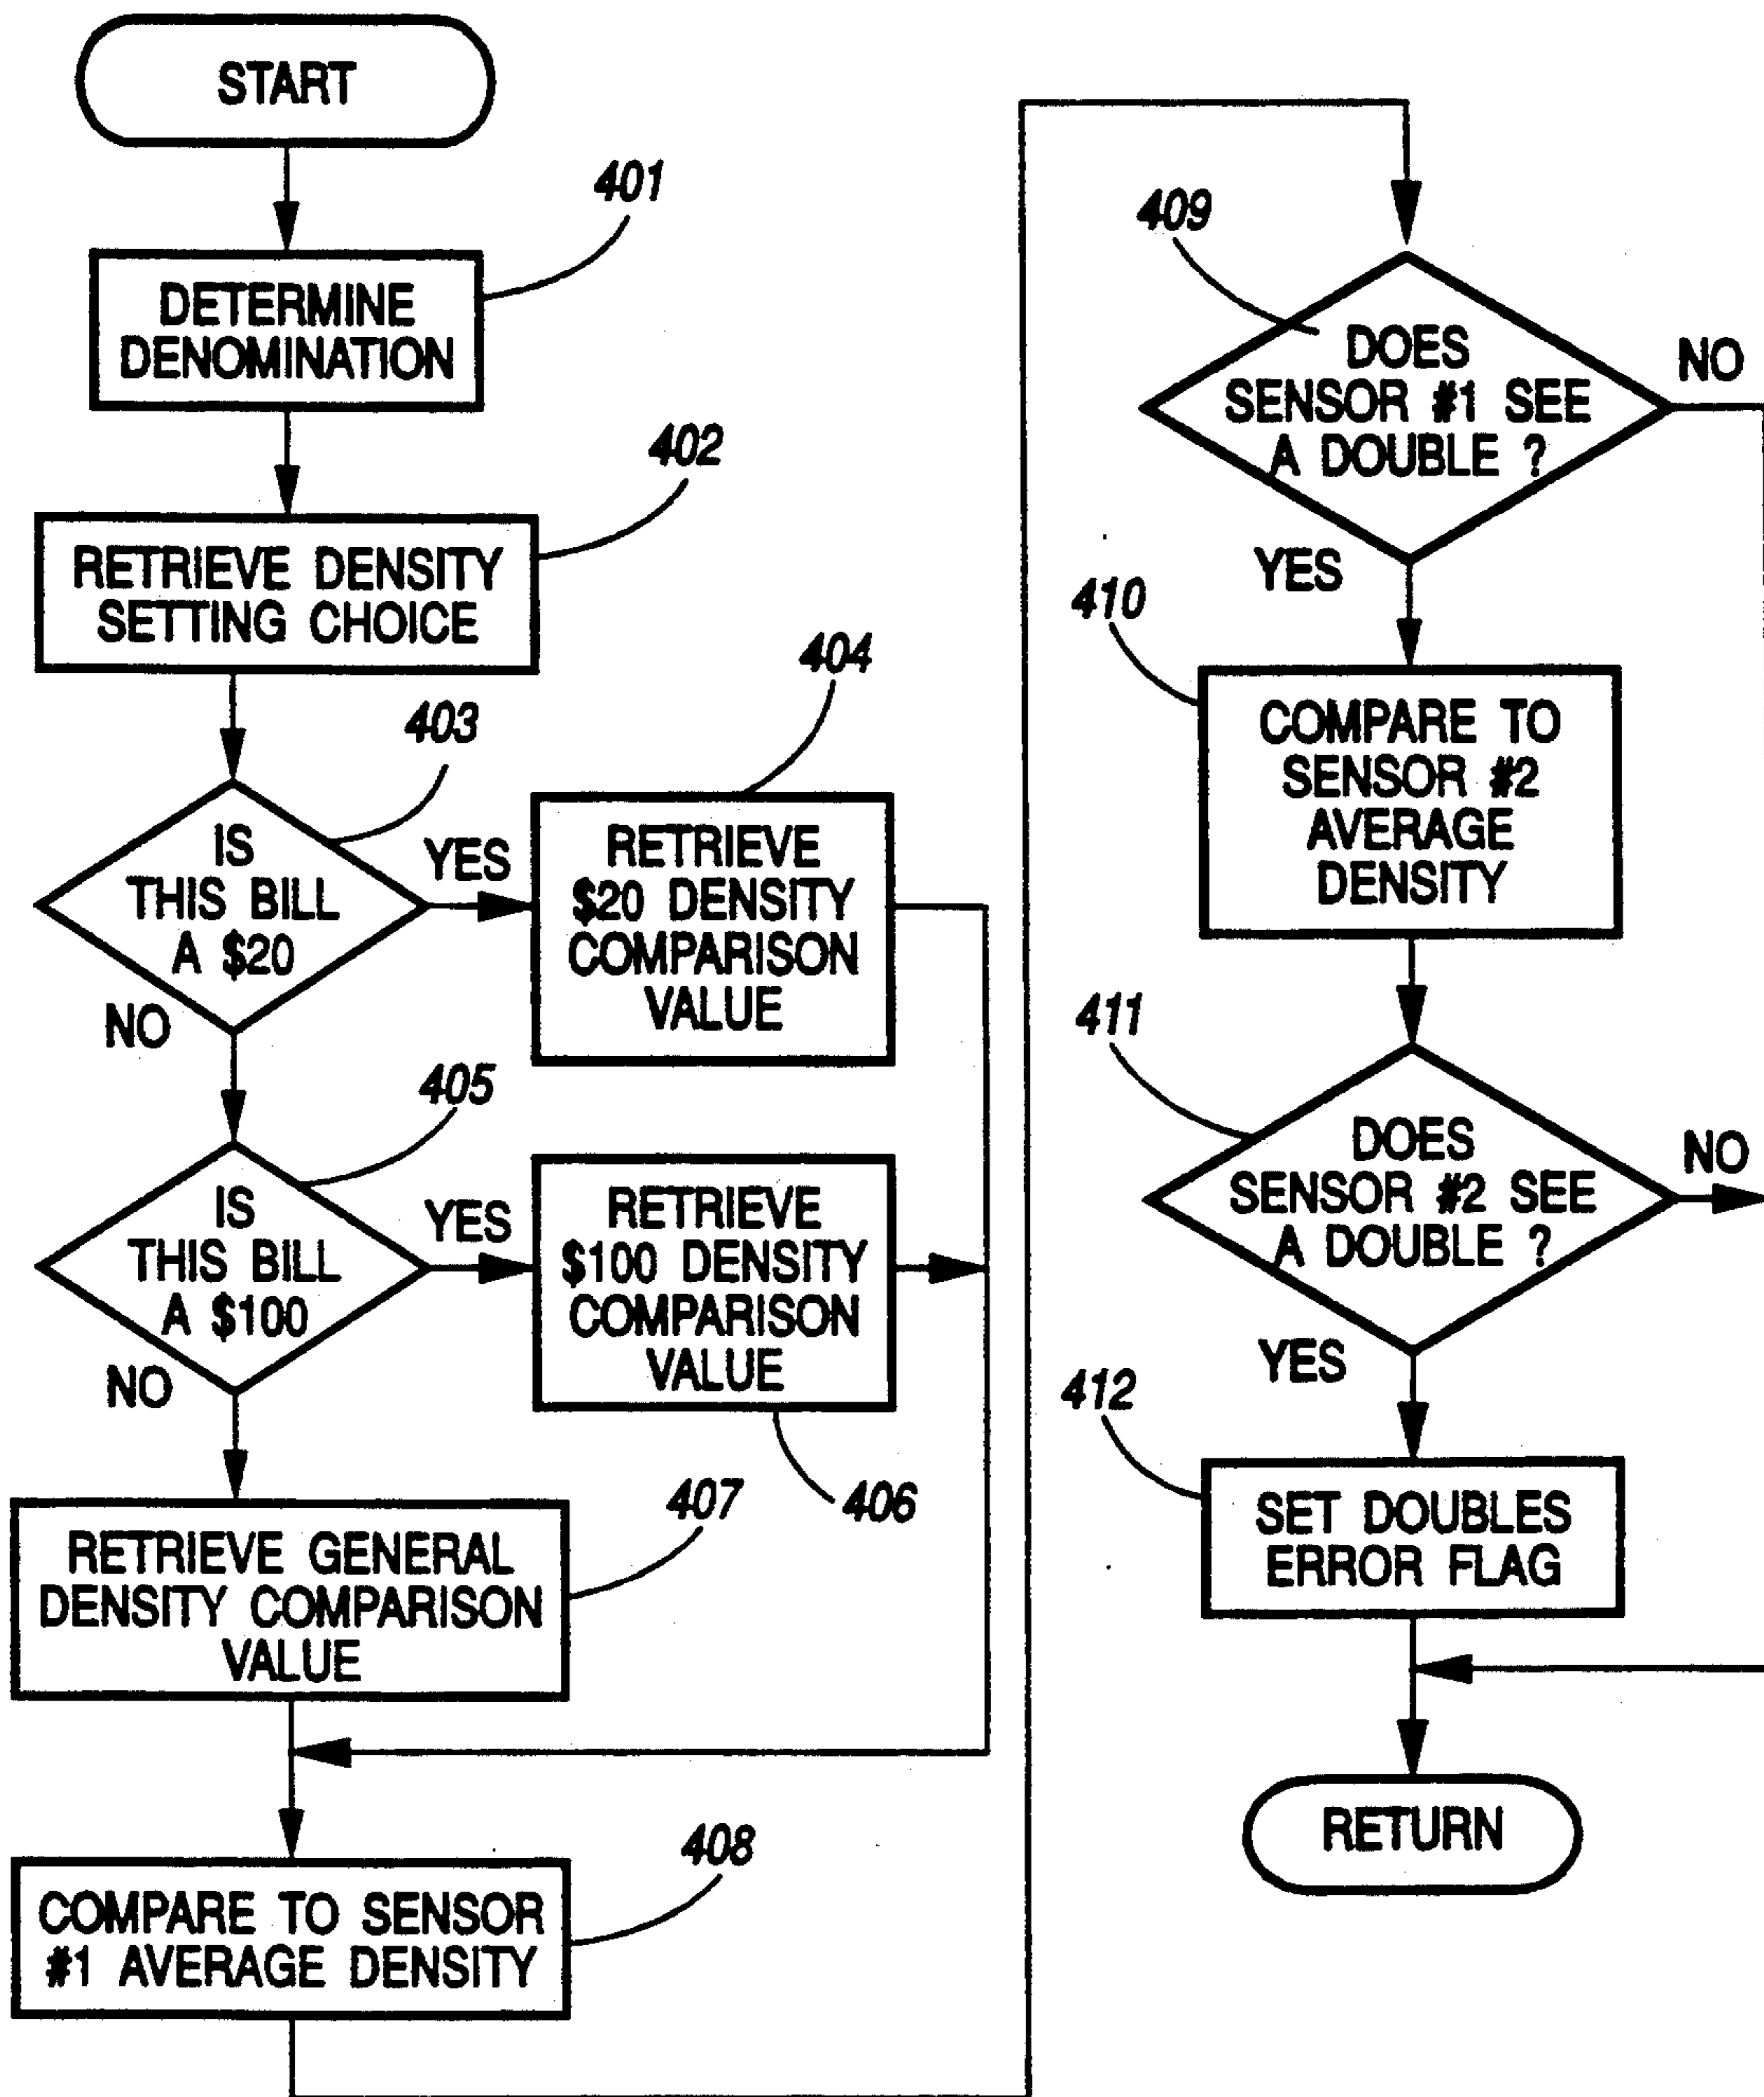 START
401
DETERMINE
DENOMINATION
402
RETRIEVE DENSITY
SETTING CHOICE
403
IS
THIS BILL
A $20
YES
NO
404
RETRIEVE
$20 DENSITY
COMPARISON
VALUE
405
IS
THIS BILL
A $100
YES
NO
RETRIEVE
$100 DENSITY
COMPARISON
VALUE
406
407
RETRIEVE GENERAL
DENSITY COMPARISON
VALUE
408
COMPARE TO SENSOR
#1 AVERAGE DENSITY
409
DOES
SENSOR #1 SEE
A DOUBLE ?
NO
YES
410
COMPARE TO
SENSOR #2
AVERAGE
DENSITY
411
DOES
SENSOR #2 SEE
A DOUBLE ?
NO
YES
412
SET DOUBLES
ERROR FLAG
RETURN